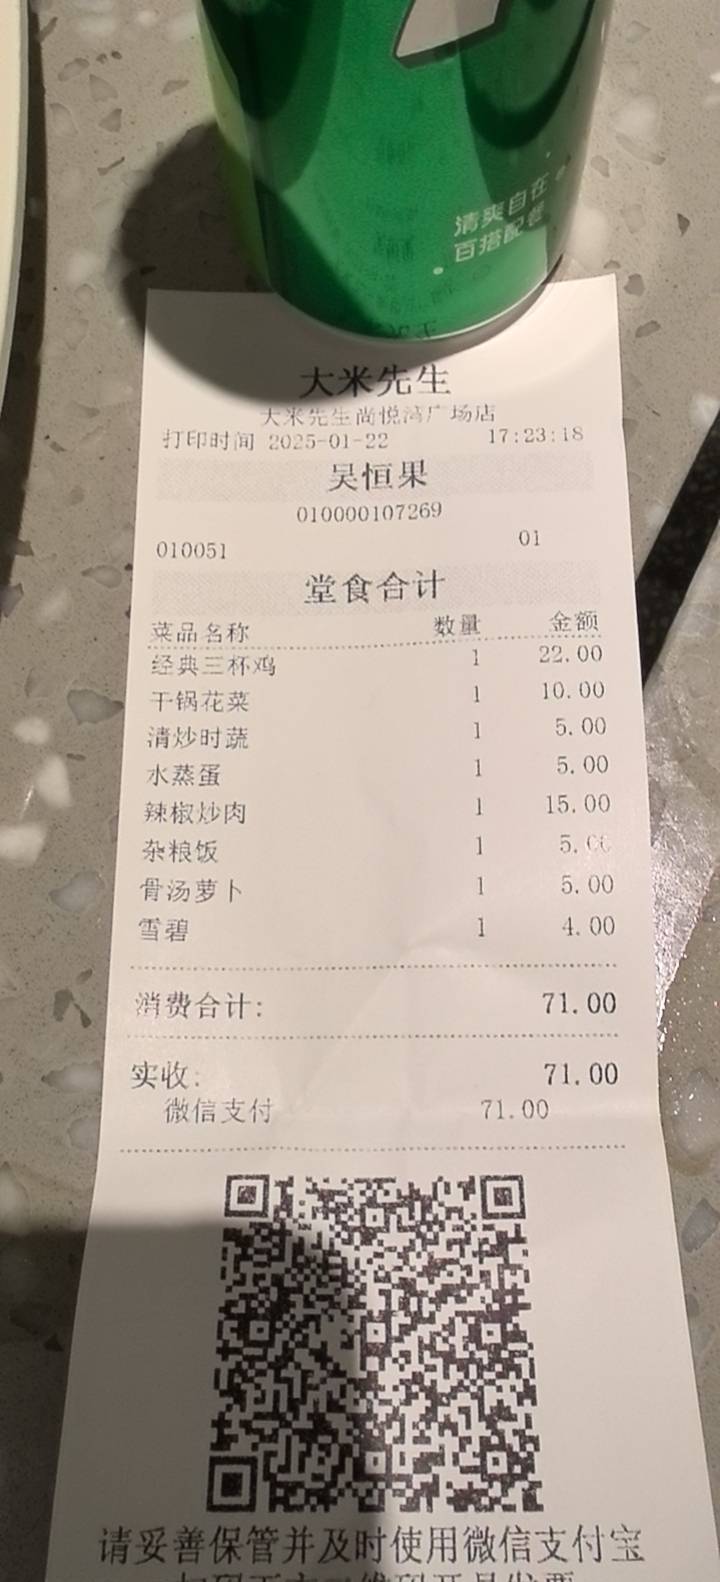 清爽自在
百搭配餐
大米先生
大米先生尚悦湾广场店
打印时间 2025-01-22 17:23:18
吴恒果
010000107269
010051 01
堂食合计
菜品名称 数量 金额
经典三杯鸡 1 22.00
干锅花菜 1 10.00
清炒时蔬 1 5.00
水蒸蛋 1 5.00
辣椒炒肉 1 15.00
杂粮饭 1 5.00
骨汤萝卜 1 5.00
雪碧 1 4.00
消费合计: 71.00
实收: 71.00
微信支付 71.00
请妥善保管并及时使用微信支付宝